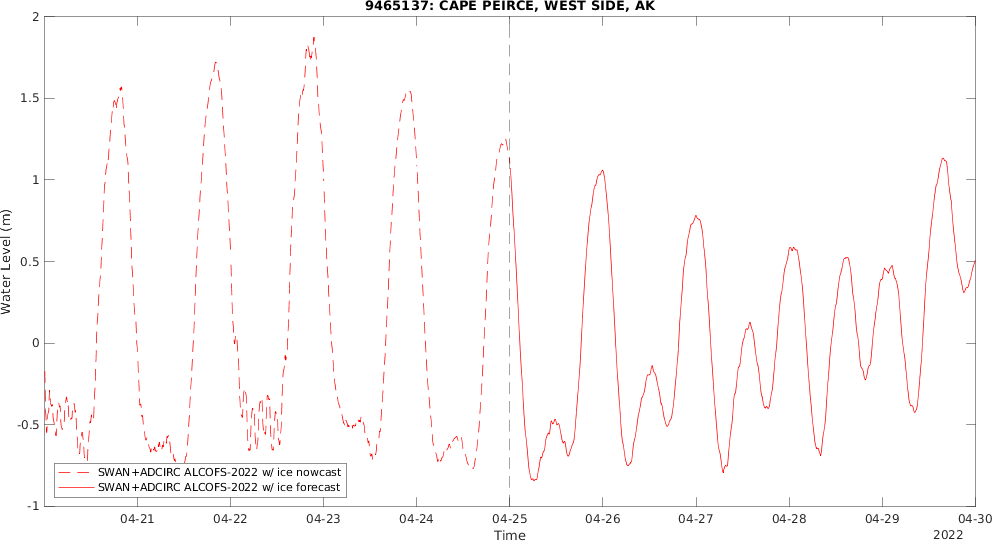 9465137: CAPE PEIRCE, WEST SIDE, AK
2
1.5
1
0.5
0
-0.5
-1
Water Level (m)
SWAN+ADCIRC ALCOFS-2022 w/ ice nowcast
SWAN+ADCIRC ALCOFS-2022 w/ ice forecast
04-21 04-22 04-23 04-24 04-25 04-26 04-27 04-28 04-29 04-30
Time
2022